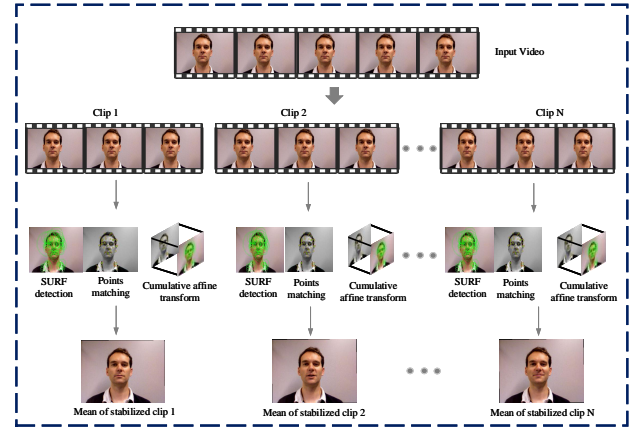 Input Video
Clip 1
Clip 2
Clip N
SURF
detection
Points
matching
Cumulative affine
transform
SURF
detection
Points
matching
Cumulative
affine transform
SURF
detection
Points
matching
Cumulative
affine transform
Mean of stabilized clip 1
Mean of stabilized clip 2
Mean of stabilized clip N